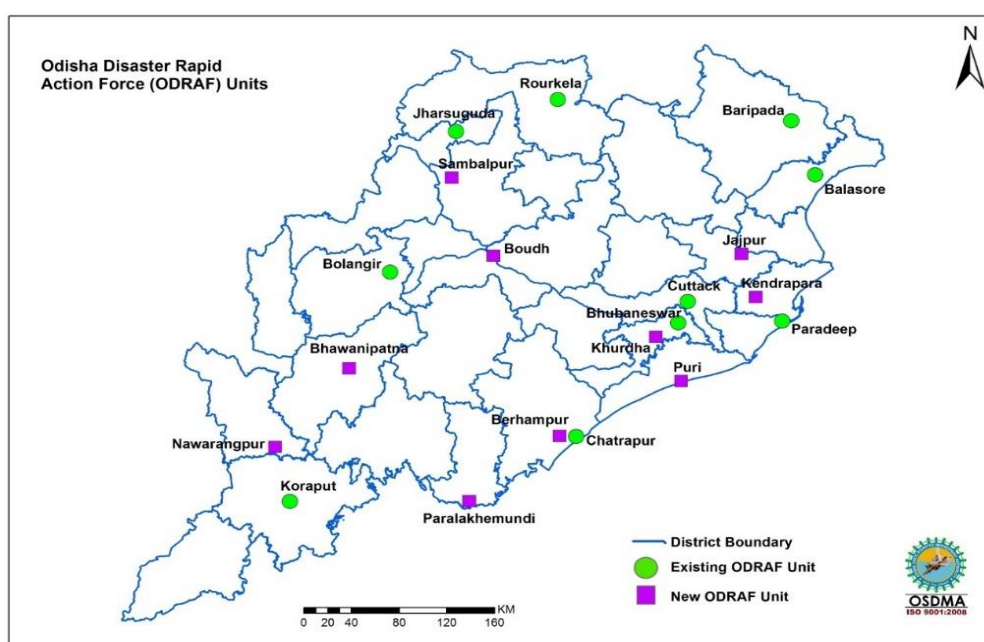 Odisha Disaster Rapid
Action Force (ODRAF) Units
N
Rourkela
Jharsuguda
Baripada
Sambalpur
Balasore
Boudh
Jajpur
Bolangir
Cuttack
Kendrapara
Bhubaneswar
Paradeep
Khurdha
Bhawanipatna
Puri
Berhampur
Chatrapur
Nawarangpur
Koraput
Paralakhemundi
District Boundary
Existing ODRAF Unit
New ODRAF Unit
KM
0 20 40 80 120 160
OSDMA
ISO 9001:2008